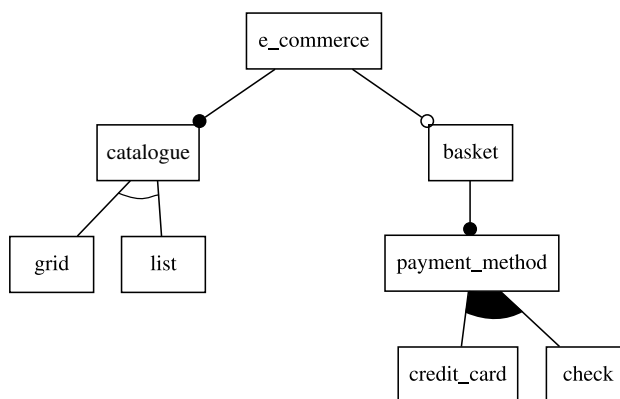 e_commerce
catalogue
basket
grid
list
payment_method
credit_card
check